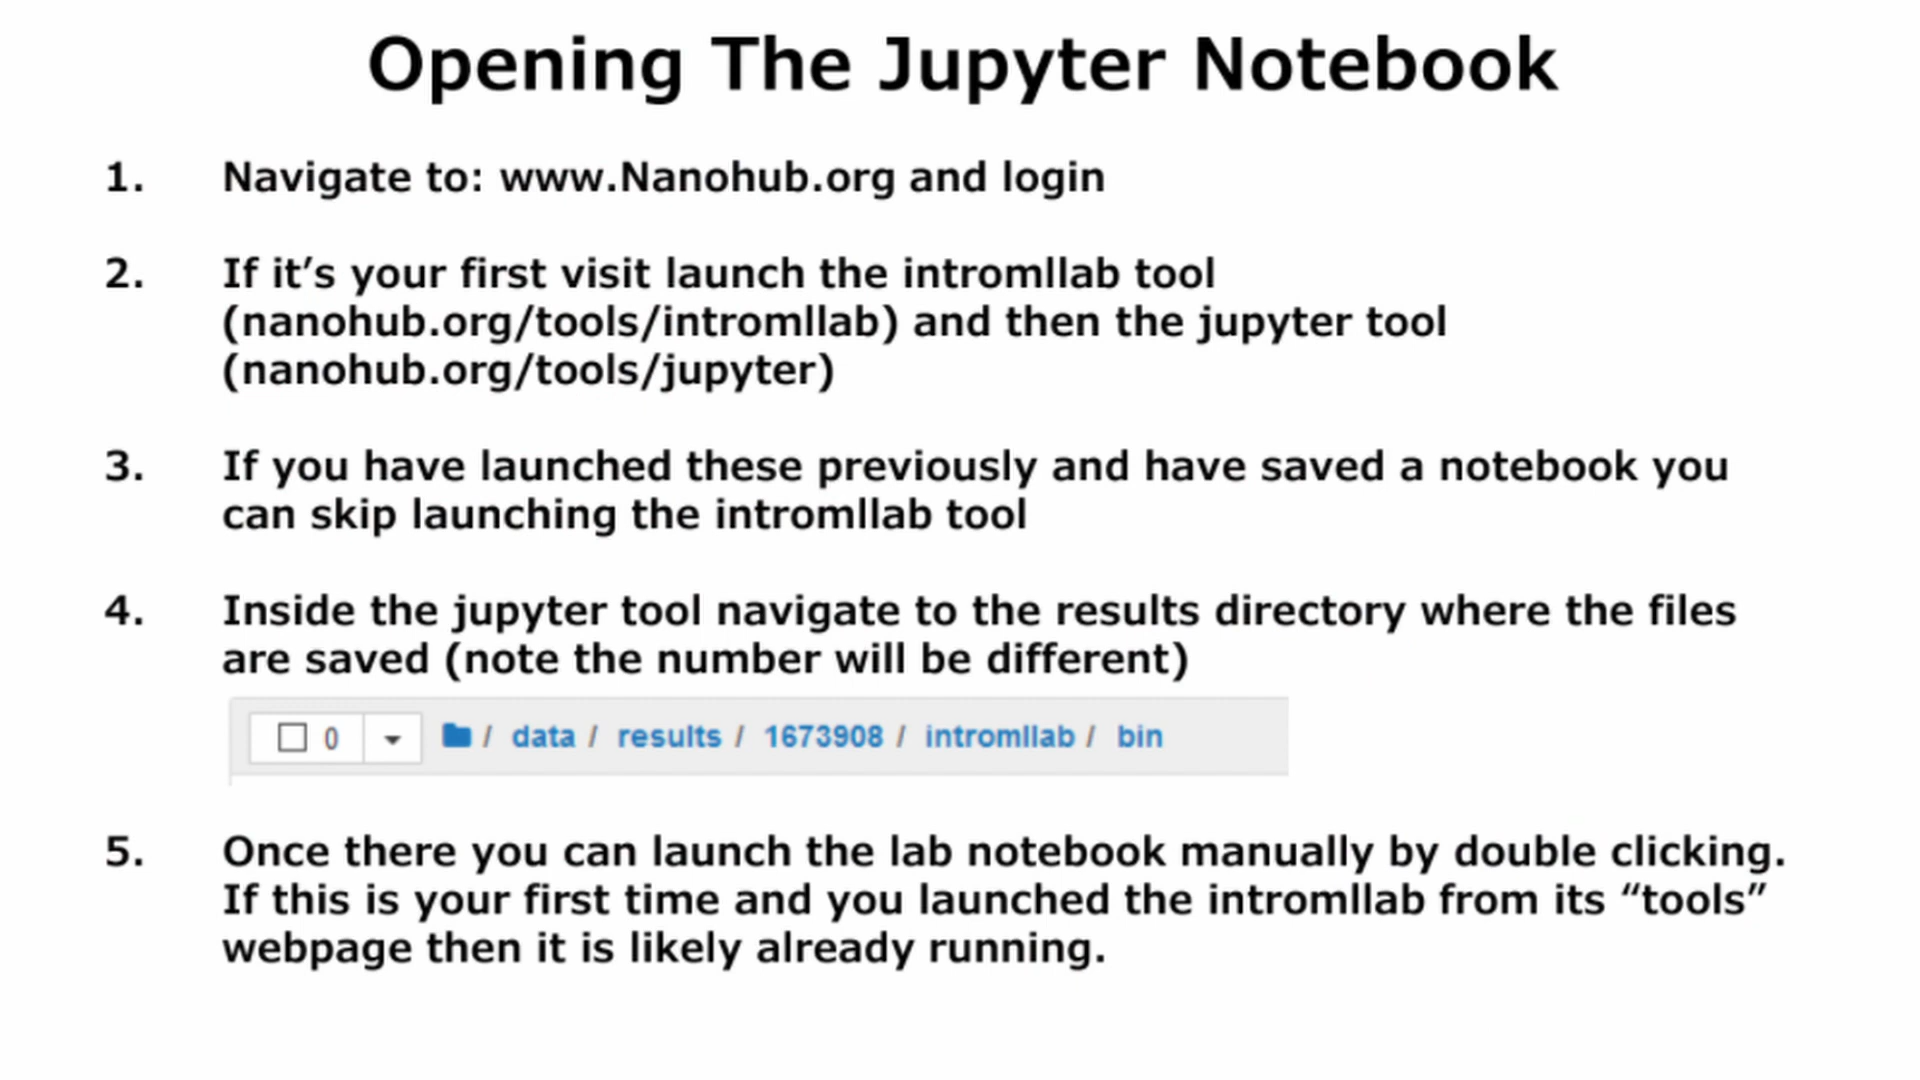 Opening The Jupyter Notebook
1. Navigate to: www.Nanohub.org and login
2. If it’s your first visit launch the intromllab tool
(nanohub.org/tools/intromllab) and then the jupyter tool
(nanohub.org/tools/jupyter)
3. If you have launched these previously and have saved a notebook you
can skip launching the intromllab tool
4. Inside the jupyter tool navigate to the results directory where the files
are saved (note the number will be different)
0 / data / results / 1673908 / intromllab / bin
5. Once there you can launch the lab notebook manually by double clicking.
If this is your first time and you launched the intromllab from its “tools”
webpage then it is likely already running.